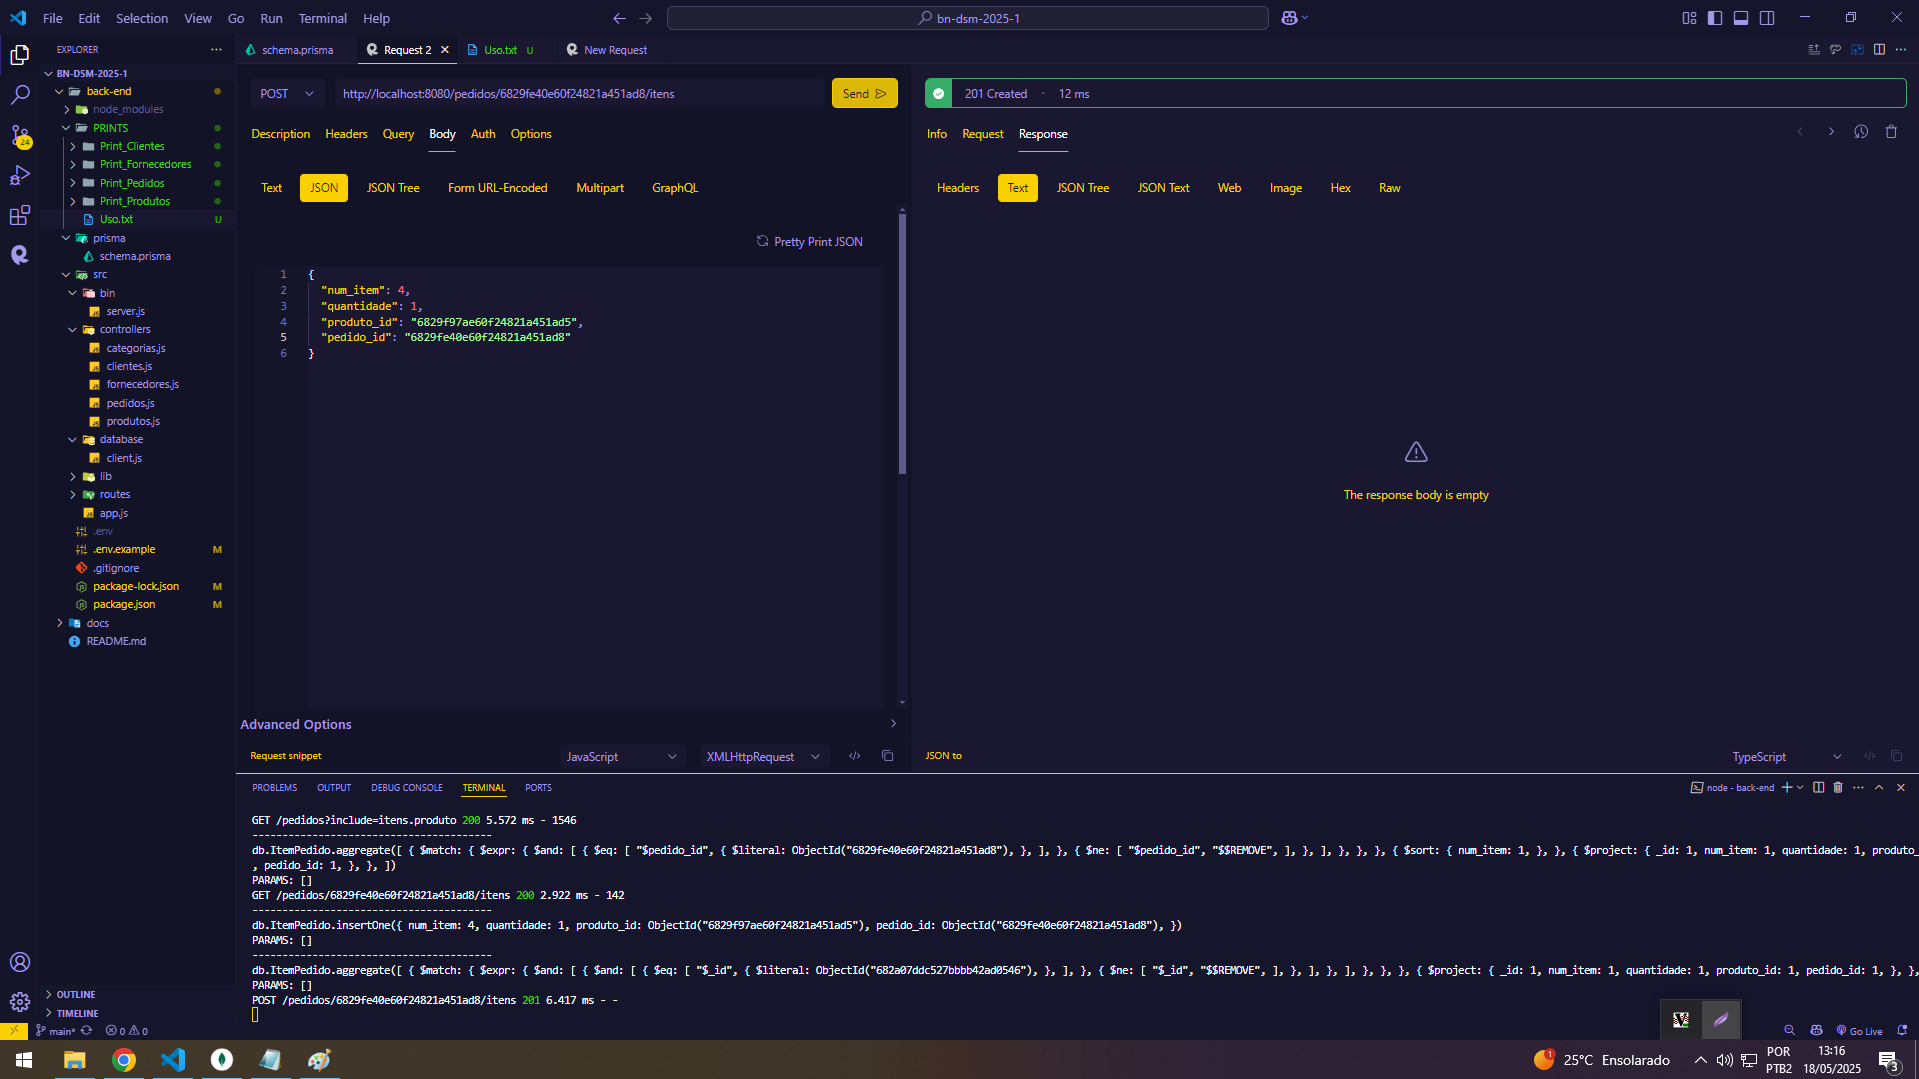 File Edit Selection View Go Run Terminal Help
bn-dsm-2025-1
EXPLORER
BN-DSM-2025-1
back-end
node_modules
PRINTS
Print_Clientes
Print_Fornecedores
Print_Pedidos
Print_Produtos
Uso.txt U
prisma
schema.prisma
src
bin
server.js
controllers
categorias.js
clientes.js
fornecedores.js
pedidos.js
produtos.js
database
client.js
lib
routes
app.js
.env
.env.example M
.gitignore
package-lock.json M
package.json M
docs
README.md
OUTLINE
TIMELINE
24
schema.prisma Request 2 Uso.txt U New Request
POST http://localhost:8080/pedidos/6829fe40e60f24821a451ad8/itens Send
Description Headers Query Body Auth Options
Text JSON JSON Tree Form URL-Encoded Multipart GraphQL
Pretty Print JSON
1 {
2 "num_item": 4,
3 "quantidade": 1,
4 "produto_id": "6829f97ae60f24821a451ad5",
5 "pedido_id": "6829fe40e60f24821a451ad8"
6 }
Advanced Options
Request snippet JavaScript XMLHttpRequest
201 Created · 12 ms
Info Request Response
Headers Text JSON Tree JSON Text Web Image Hex Raw
The response body is empty
JSON to TypeScript
PROBLEMS OUTPUT DEBUG CONSOLE TERMINAL PORTS
node - back-end
GET /pedidos?include=itens.produto 200 5.572 ms - 1546
----------------------------------------
db.ItemPedido.aggregate([ { $match: { $expr: { $and: [ { $eq: [ "$pedido_id", { $literal: ObjectId("6829fe40e60f24821a451ad8"), }, ], }, { $ne: [ "$pedido_id", "$$REMOVE", ], }, ], }, }, }, { $sort: { num_item: 1, }, }, { $project: { _id: 1, num_item: 1, quantidade: 1, produto_
, pedido_id: 1, }, }, ])
PARAMS: []
GET /pedidos/6829fe40e60f24821a451ad8/itens 200 2.922 ms - 142
----------------------------------------
db.ItemPedido.insertOne({ num_item: 4, quantidade: 1, produto_id: ObjectId("6829f97ae60f24821a451ad5"), pedido_id: ObjectId("6829fe40e60f24821a451ad8"), })
PARAMS: []
----------------------------------------
db.ItemPedido.aggregate([ { $match: { $expr: { $and: [ { $and: [ { $eq: [ "$_id", { $literal: ObjectId("682a07ddc527bbbb42ad0546"), }, ], }, { $ne: [ "$_id", "$$REMOVE", ], }, ], }, ], }, }, }, { $project: { _id: 1, num_item: 1, quantidade: 1, produto_id: 1, pedido_id: 1, }, },
PARAMS: []
POST /pedidos/6829fe40e60f24821a451ad8/itens 201 6.417 ms - -
main* 0 0
Go Live
1 25°C Ensolarado
POR
PTB2
13:16
18/05/2025
3